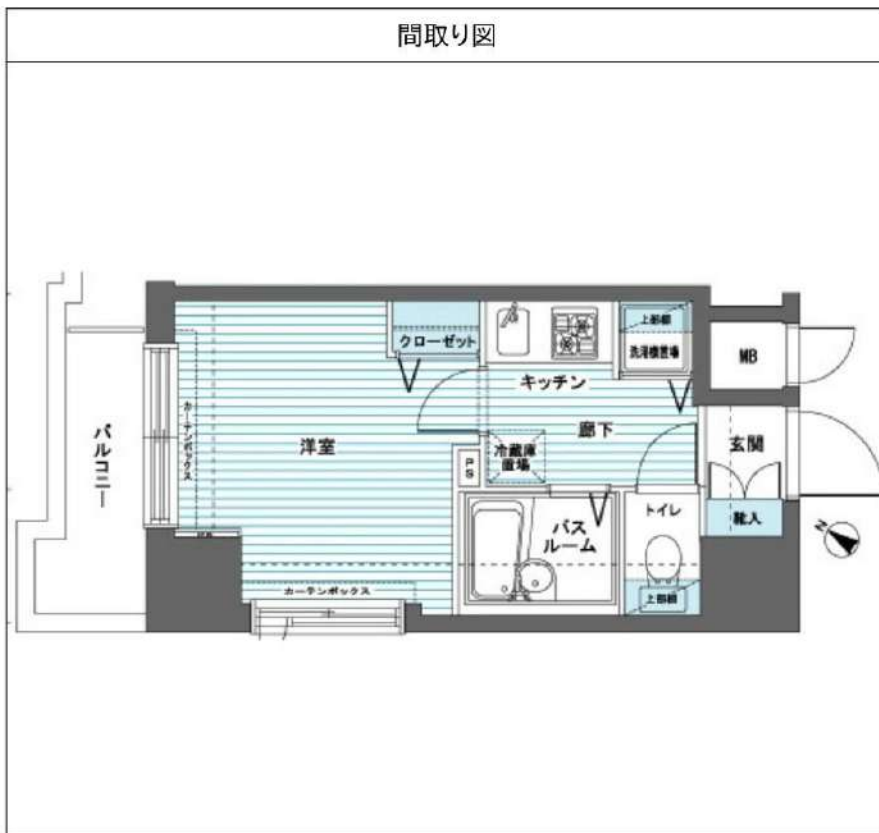 間取り図
上部棚
洗濯機置場
クローゼット
MB
キッチン
カーテンボックス
バルコニー
廊下
玄関
洋室
冷蔵庫
置場
PS
トイレ
靴入
バス
ルーム
N
カーテンボックス
上部棚